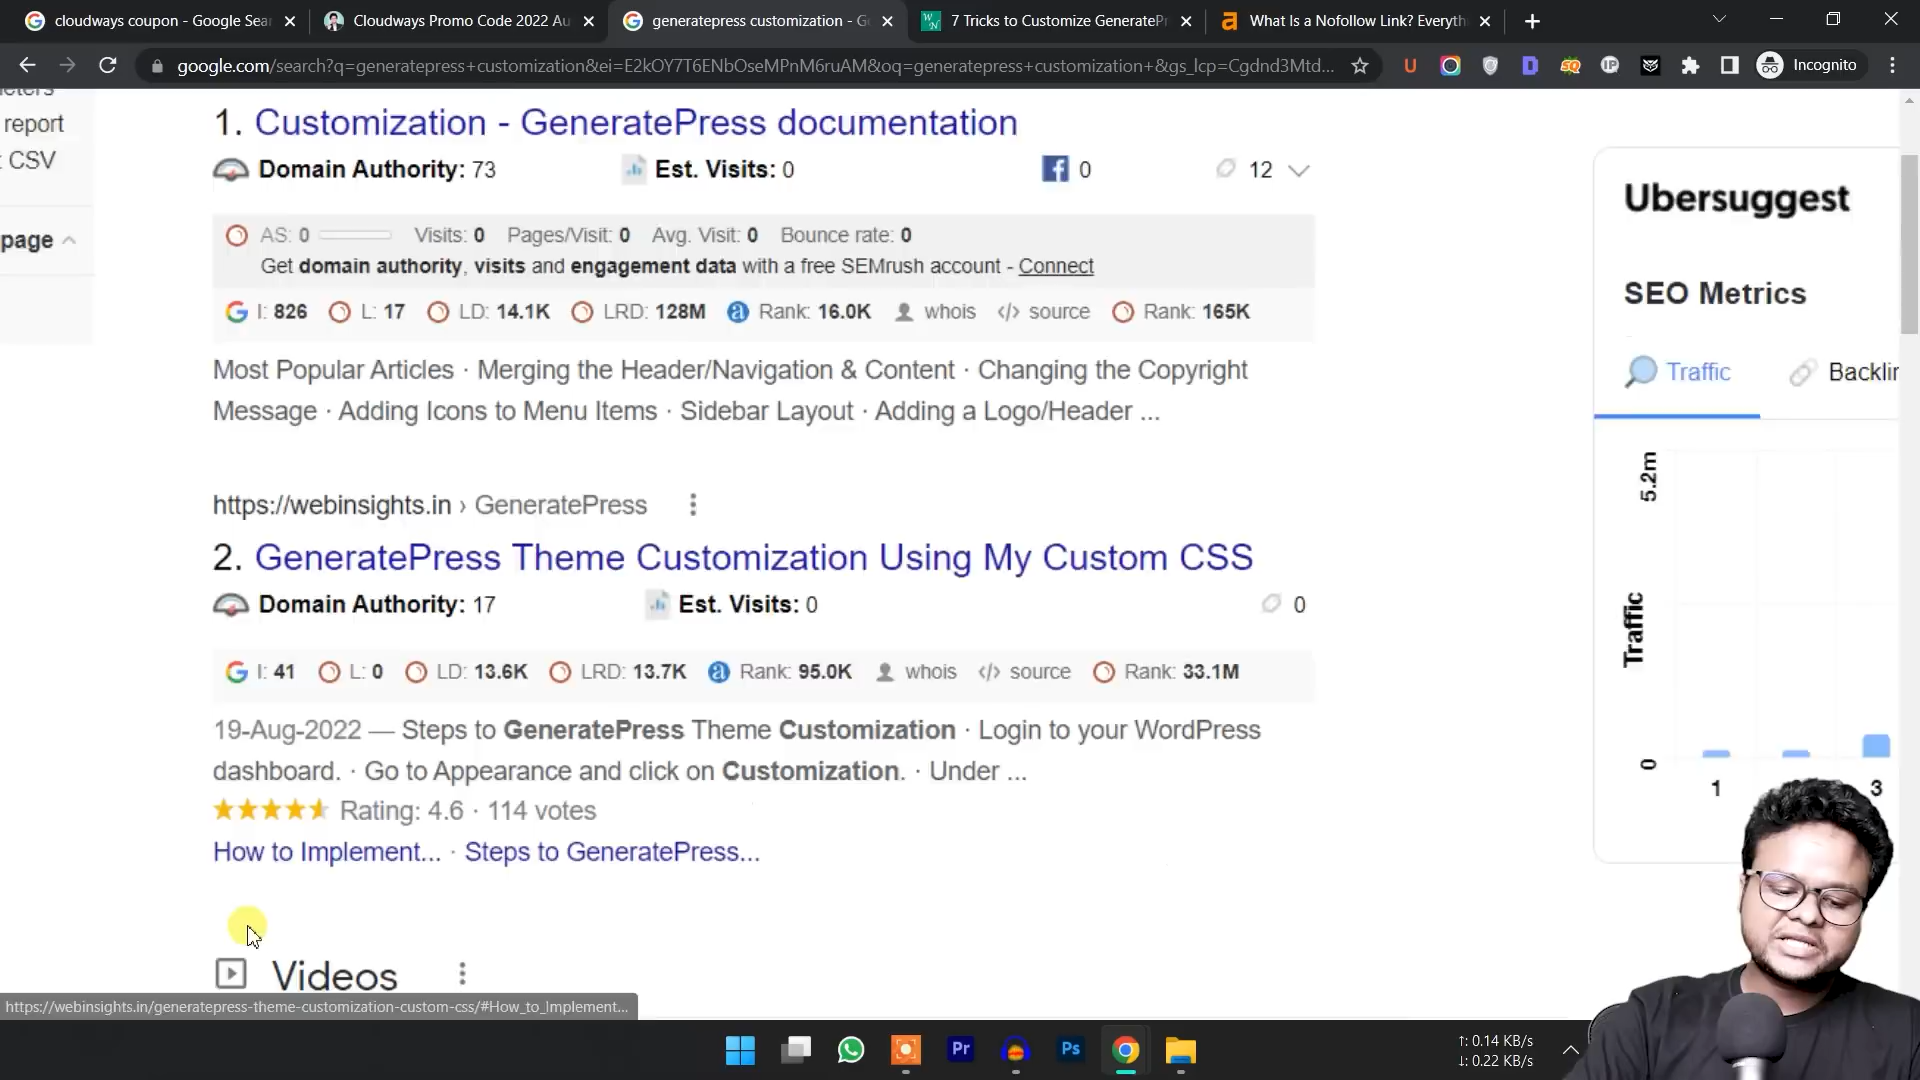 cloudways coupon - Google Sear
Cloudways Promo Code 2022 Au
generatepress customization - G
7 Tricks to Customize GenerateP
What Is a Nofollow Link? Everyth
google.com/search?q=generatepress+customization&ei=E2kOY7T6ENbOseMPnM6ruAM&oq=generatepress+customization+&gs_lcp=Cgdnd3Mtd...
Incognito
report
CSV
page
1. Customization - GeneratePress documentation
Domain Authority: 73 Est. Visits: 0 0 12
AS: 0 Visits: 0 Pages/Visit: 0 Avg. Visit: 0 Bounce rate: 0
Get domain authority, visits and engagement data with a free SEMrush account - Connect
I: 826 L: 17 LD: 14.1K LRD: 128M Rank: 16.0K whois </> source Rank: 165K
Most Popular Articles · Merging the Header/Navigation & Content · Changing the Copyright
Message · Adding Icons to Menu Items · Sidebar Layout · Adding a Logo/Header ...
https://webinsights.in › GeneratePress
2. GeneratePress Theme Customization Using My Custom CSS
Domain Authority: 17 Est. Visits: 0 0
I: 41 L: 0 LD: 13.6K LRD: 13.7K Rank: 95.0K whois </> source Rank: 33.1M
19-Aug-2022 — Steps to GeneratePress Theme Customization · Login to your WordPress
dashboard. · Go to Appearance and click on Customization. · Under ...
Rating: 4.6 · 114 votes
How to Implement... · Steps to GeneratePress...
Videos
https://webinsights.in/generatepress-theme-customization-custom-css/#How_to_Implement...
Ubersuggest
SEO Metrics
Traffic Backlin
5.2m
Traffic
0
1 3
Pr
Ps
↑: 0.14 KB/s
↓: 0.22 KB/s